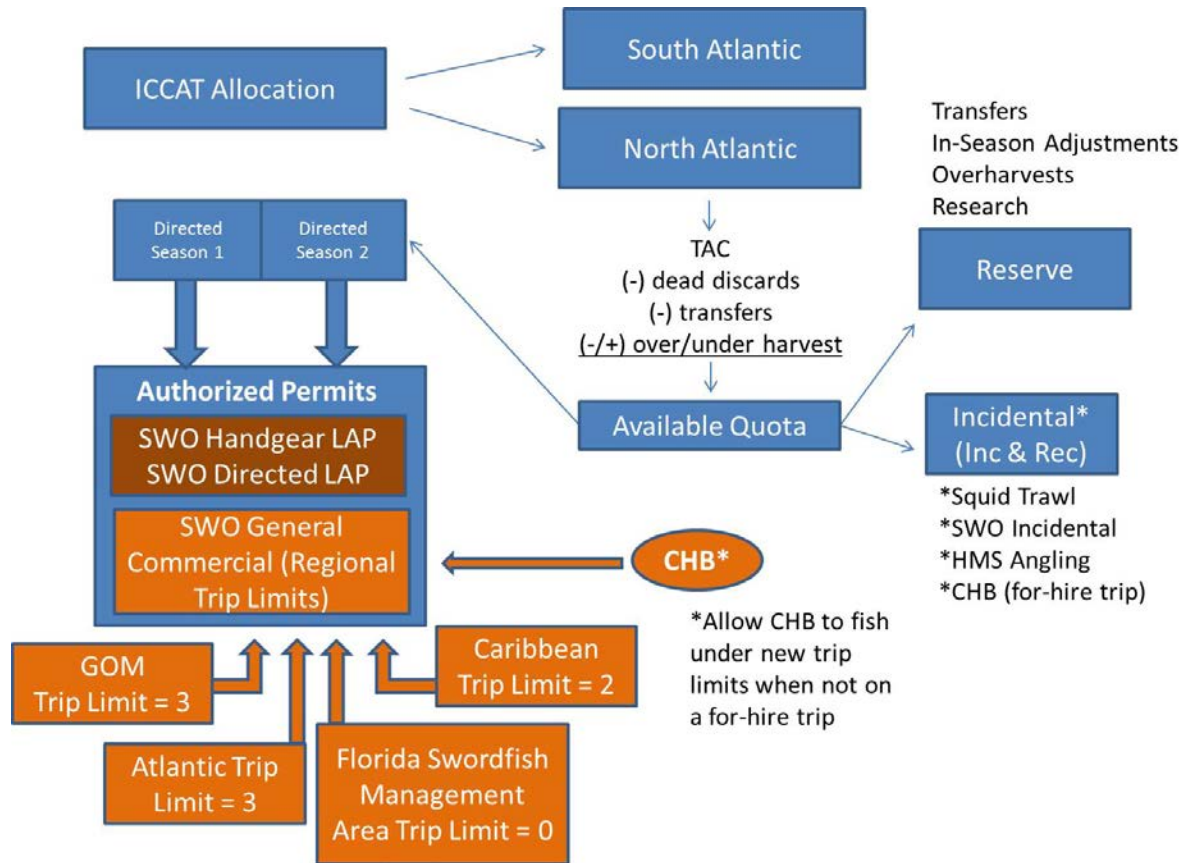 ICCAT Allocation
South Atlantic
North Atlantic
Transfers
In-Season Adjustments
Overharvests
Research
Reserve
Directed
Season 1
Directed
Season 2
TAC
(-) dead discards
(-) transfers
(-/+) over/under harvest
Available Quota
Incidental*
(Inc & Rec)
*Squid Trawl
*SWO Incidental
*HMS Angling
*CHB (for-hire trip)
Authorized Permits
SWO Handgear LAP
SWO Directed LAP
SWO General
Commercial (Regional
Trip Limits)
CHB*
*Allow CHB to fish
under new trip
limits when not on
a for-hire trip
GOM
Trip Limit = 3
Atlantic Trip
Limit = 3
Florida Swordfish
Management
Area Trip Limit = 0
Caribbean
Trip Limit = 2